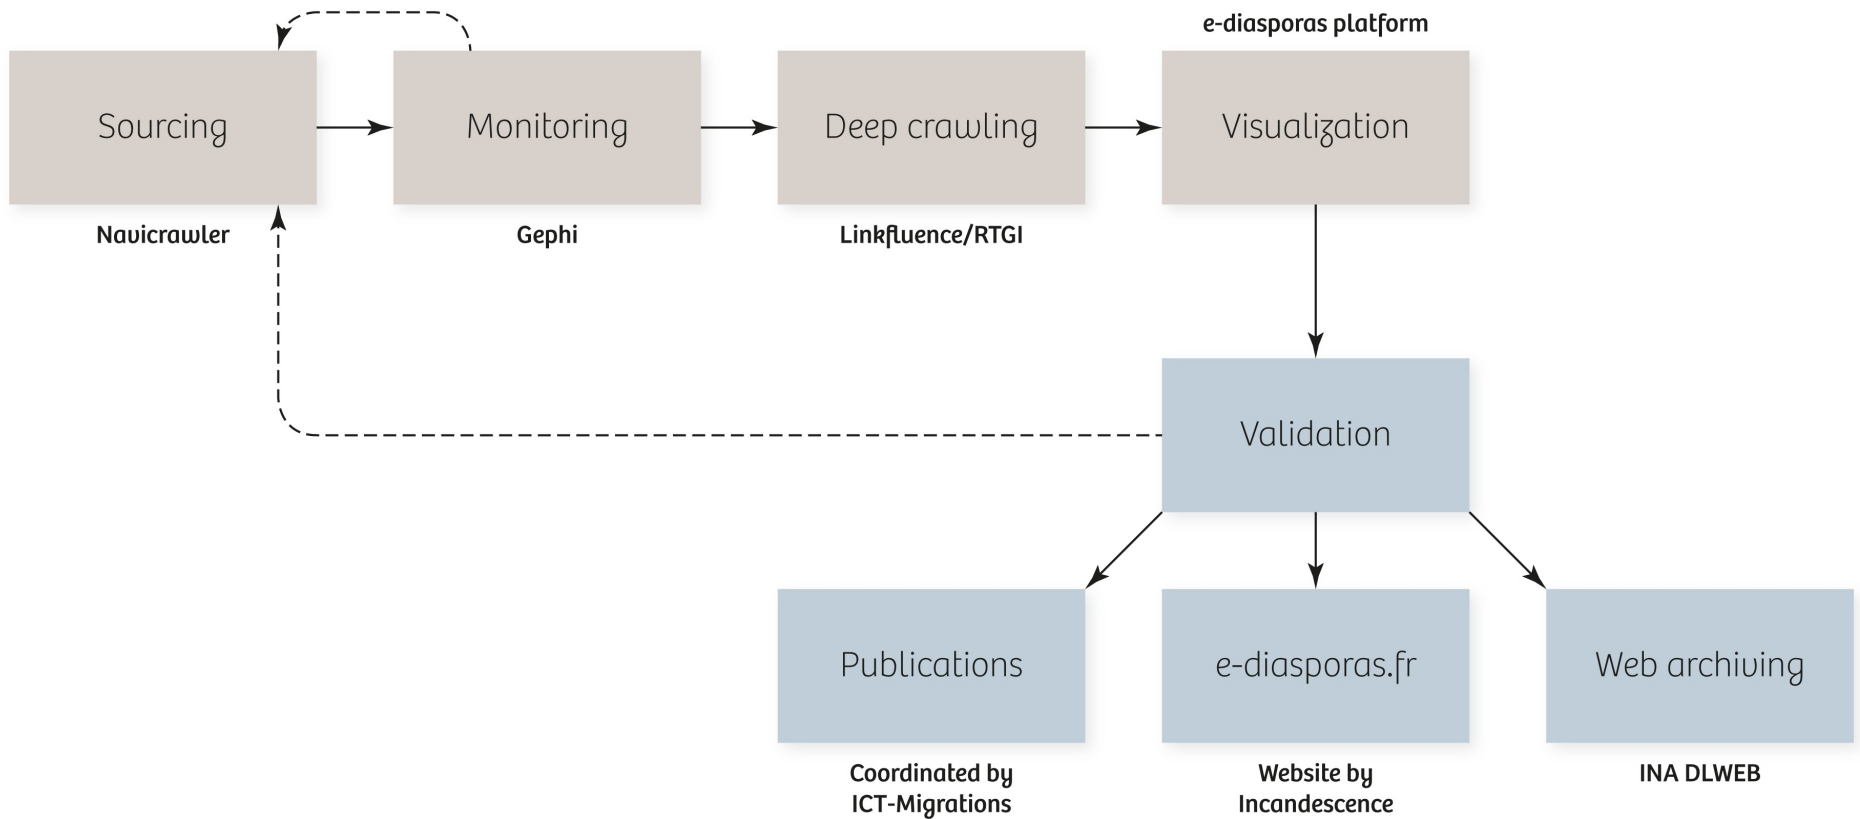 e-diasporas platform
Sourcing
Monitoring
Deep crawling
Visualization
Navicrawler
Gephi
Linkfluence/RTGI
Validation
Publications
e-diasporas.fr
Web archiving
Coordinated by
ICT-Migrations
Website by
Incandescence
INA DLWEB